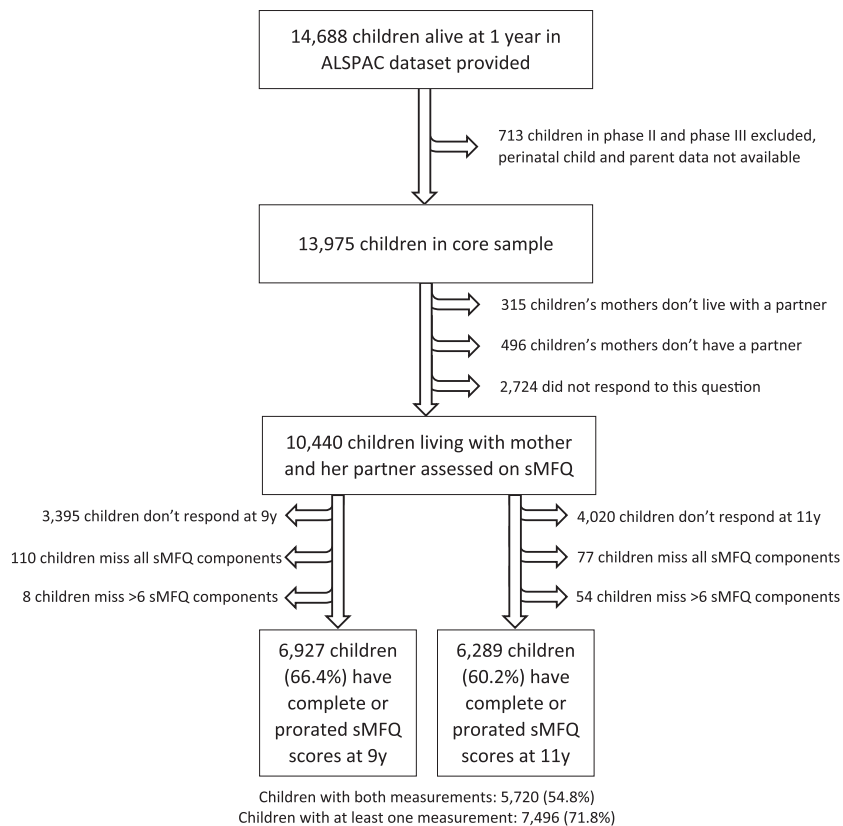 14,688 children alive at 1 year in
ALSPAC dataset provided
713 children in phase II and phase III excluded,
perinatal child and parent data not available
13,975 children in core sample
315 children’s mothers don’t live with a partner
496 children’s mothers don’t have a partner
2,724 did not respond to this question
10,440 children living with mother
and her partner assessed on sMFQ
3,395 children don’t respond at 9y
110 children miss all sMFQ components
8 children miss >6 sMFQ components
4,020 children don’t respond at 11y
77 children miss all sMFQ components
54 children miss >6 sMFQ components
6,927 children
(66.4%) have
complete or
prorated sMFQ
scores at 9y
6,289 children
(60.2%) have
complete or
prorated sMFQ
scores at 11y
Children with both measurements: 5,720 (54.8%)
Children with at least one measurement: 7,496 (71.8%)